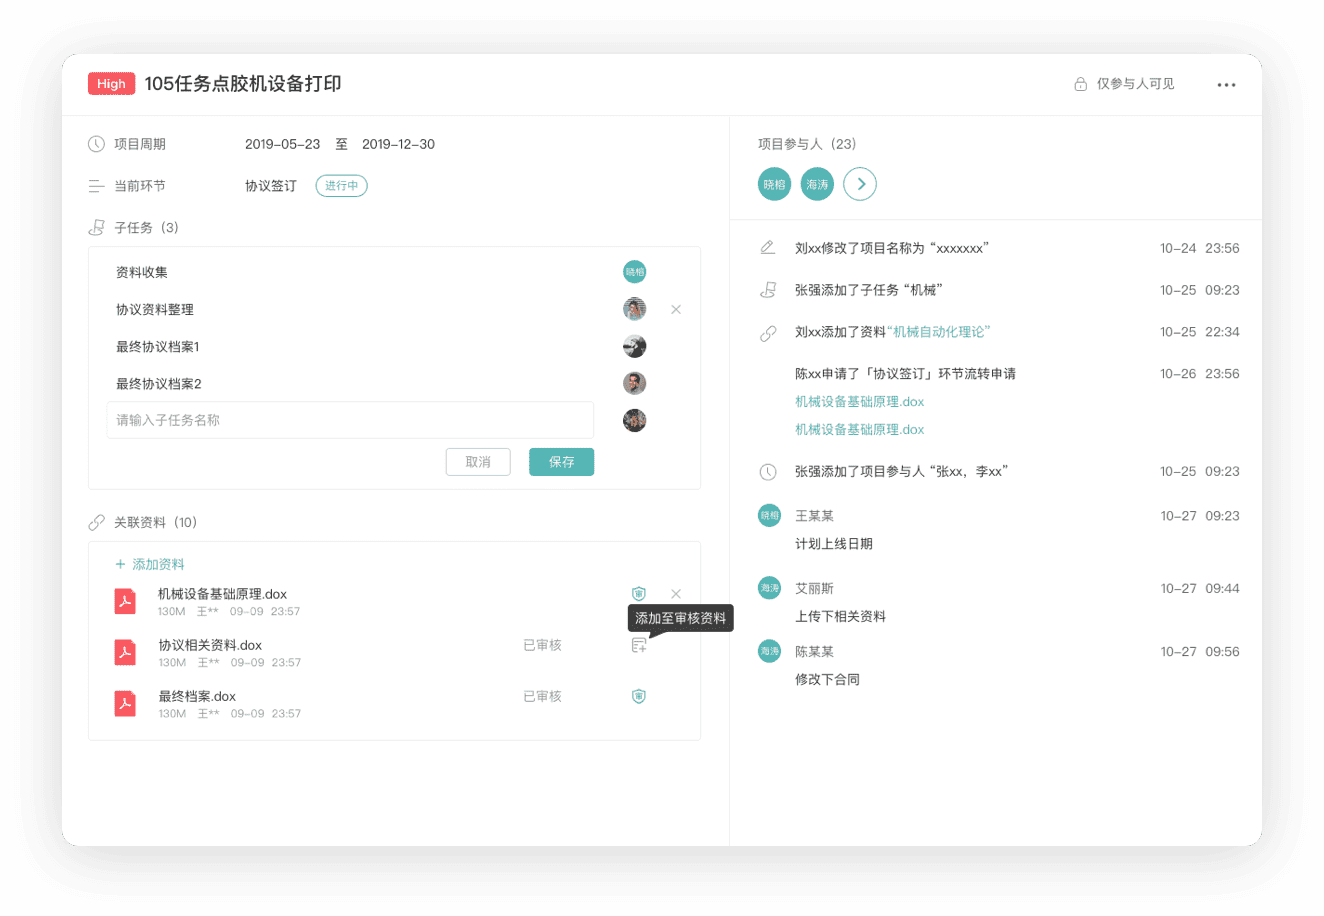 High 105任务点胶机设备打印
仅参与人可见
项目周期 2019-05-23 至 2019-12-30
当前环节 协议签订 进行中
子任务（3）
资料收集 晓榕
协议资料整理
最终协议档案1
最终协议档案2
请输入子任务名称
取消 保存
关联资料（10）
+ 添加资料
机械设备基础原理.dox 审
130M 王** 09-09 23:57
添加至审核资料
协议相关资料.dox 已审核
130M 王** 09-09 23:57
最终档案.dox 已审核 审
130M 王** 09-09 23:57
项目参与人（23）
晓榕 海涛
刘xx修改了项目名称为 “xxxxxxx” 10-24 23:56
张强添加了子任务 “机械” 10-25 09:23
刘xx添加了资料“机械自动化理论” 10-25 22:34
陈xx申请了「协议签订」环节流转申请 10-26 23:56
机械设备基础原理.dox
机械设备基础原理.dox
张强添加了项目参与人 “张xx，李xx” 10-25 09:23
晓榕 王某某 10-27 09:23
计划上线日期
海涛 艾丽斯 10-27 09:44
上传下相关资料
海涛 陈某某 10-27 09:56
修改下合同